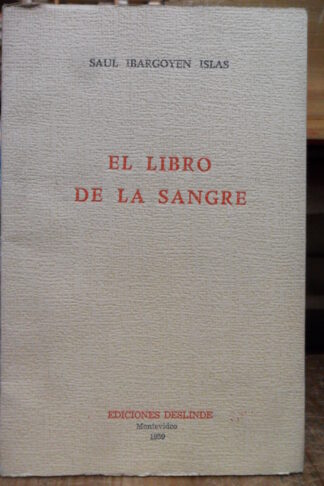 SAUL IBARGOYEN ISLAS
EL LIBRO
DE LA SANGRE
EDICIONES DESLINDE
Montevideo
1959